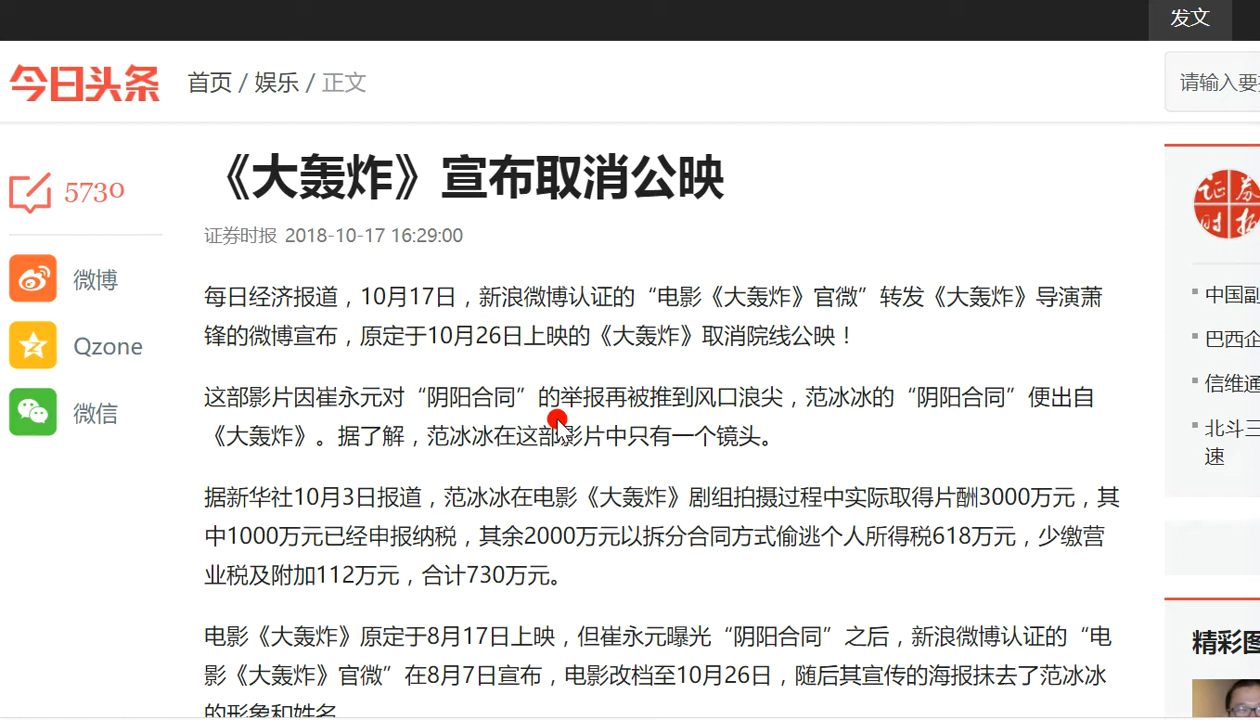 发文
今日头条
首页 / 娱乐 / 正文
请输入要
《大轰炸》宣布取消公映
5730
证券时报 2018-10-17 16:29:00
微博
Qzone
微信
每日经济报道，10月17日，新浪微博认证的“电影《大轰炸》官微”转发《大轰炸》导演萧
锋的微博宣布，原定于10月26日上映的《大轰炸》取消院线公映！
这部影片因崔永元对“阴阳合同”的举报再被推到风口浪尖，范冰冰的“阴阳合同”便出自
《大轰炸》。据了解，范冰冰在这部影片中只有一个镜头。
据新华社10月3日报道，范冰冰在电影《大轰炸》剧组拍摄过程中实际取得片酬3000万元，其
中1000万元已经申报纳税，其余2000万元以拆分合同方式偷逃个人所得税618万元，少缴营
业税及附加112万元，合计730万元。
电影《大轰炸》原定于8月17日上映，但崔永元曝光“阴阳合同”之后，新浪微博认证的“电
影《大轰炸》官微”在8月7日宣布，电影改档至10月26日，随后其宣传的海报抹去了范冰冰
的形象和姓名
证券
时报
中国副
巴西企
信维通
北斗三
速
精彩图